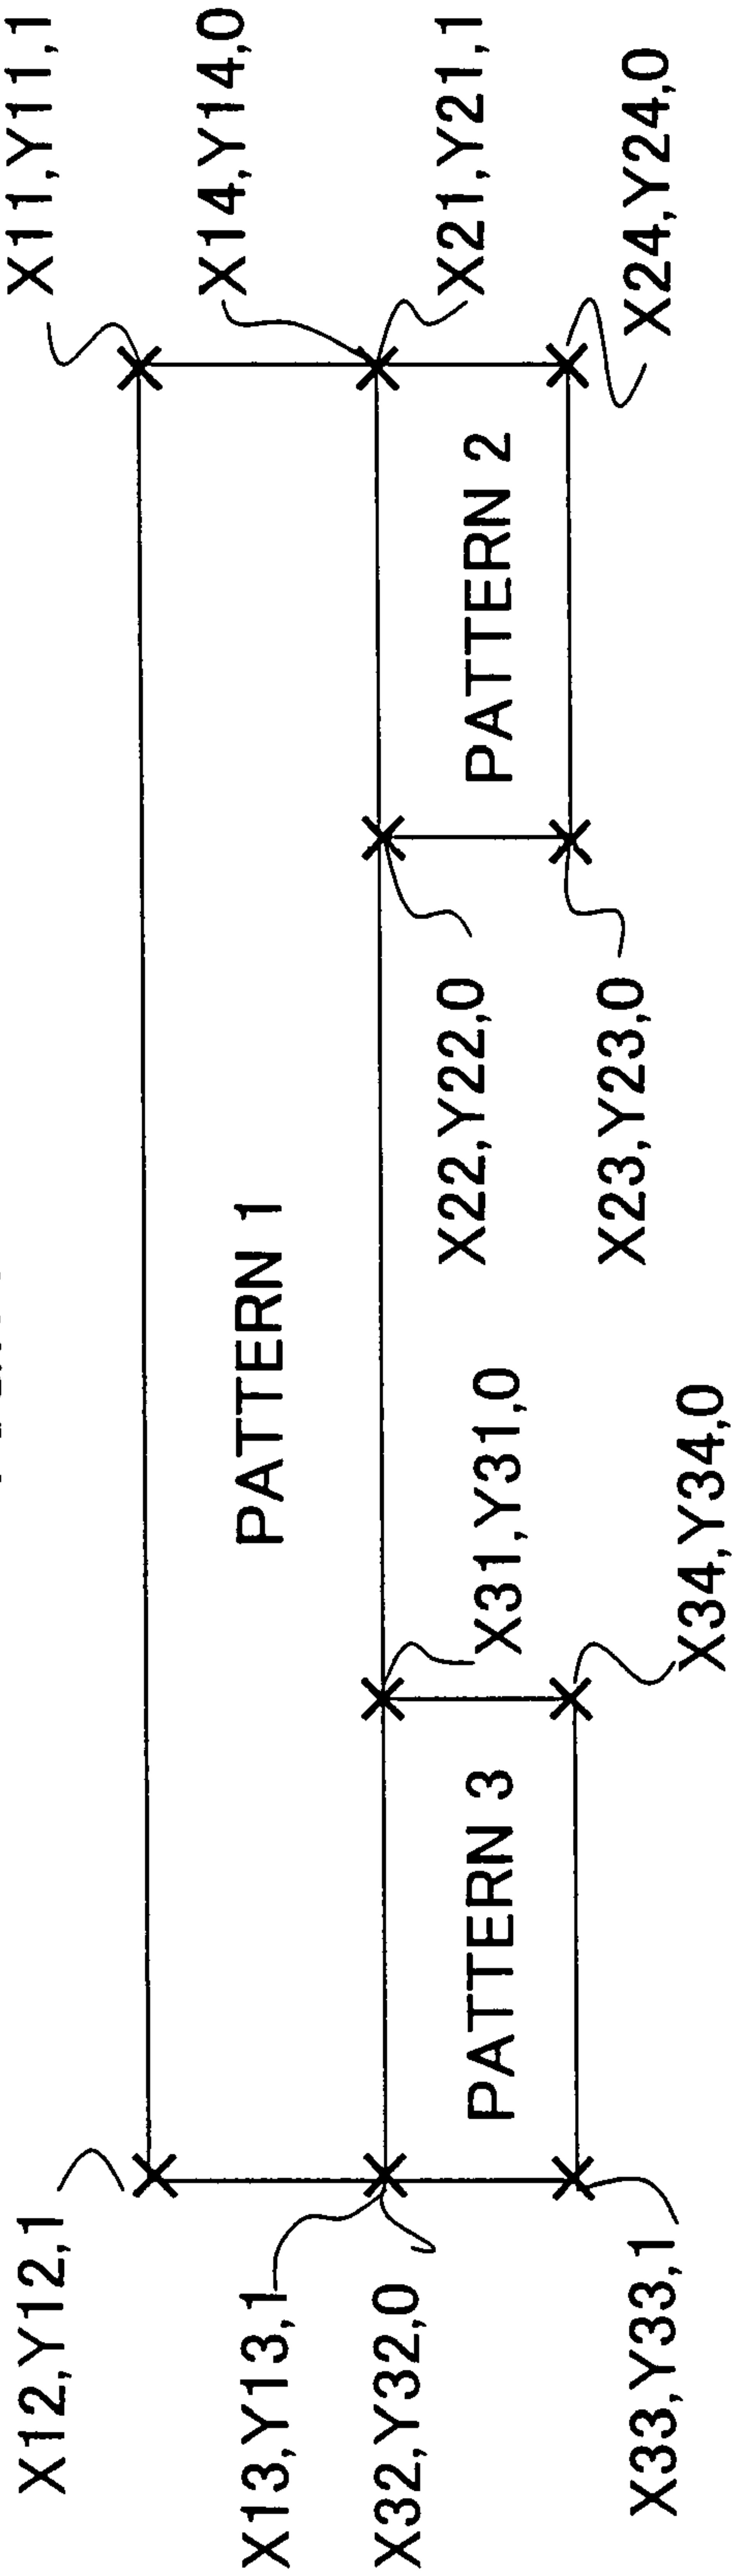 X12,Y12,1
X11,Y11,1
X14,Y14,0
X13,Y13,1
PATTERN 1
X32,Y32,0
X21,Y21,1
PATTERN 3
X31,Y31,0
X22,Y22,0
PATTERN 2
X33,Y33,1
X34,Y34,0
X23,Y23,0
X24,Y24,0